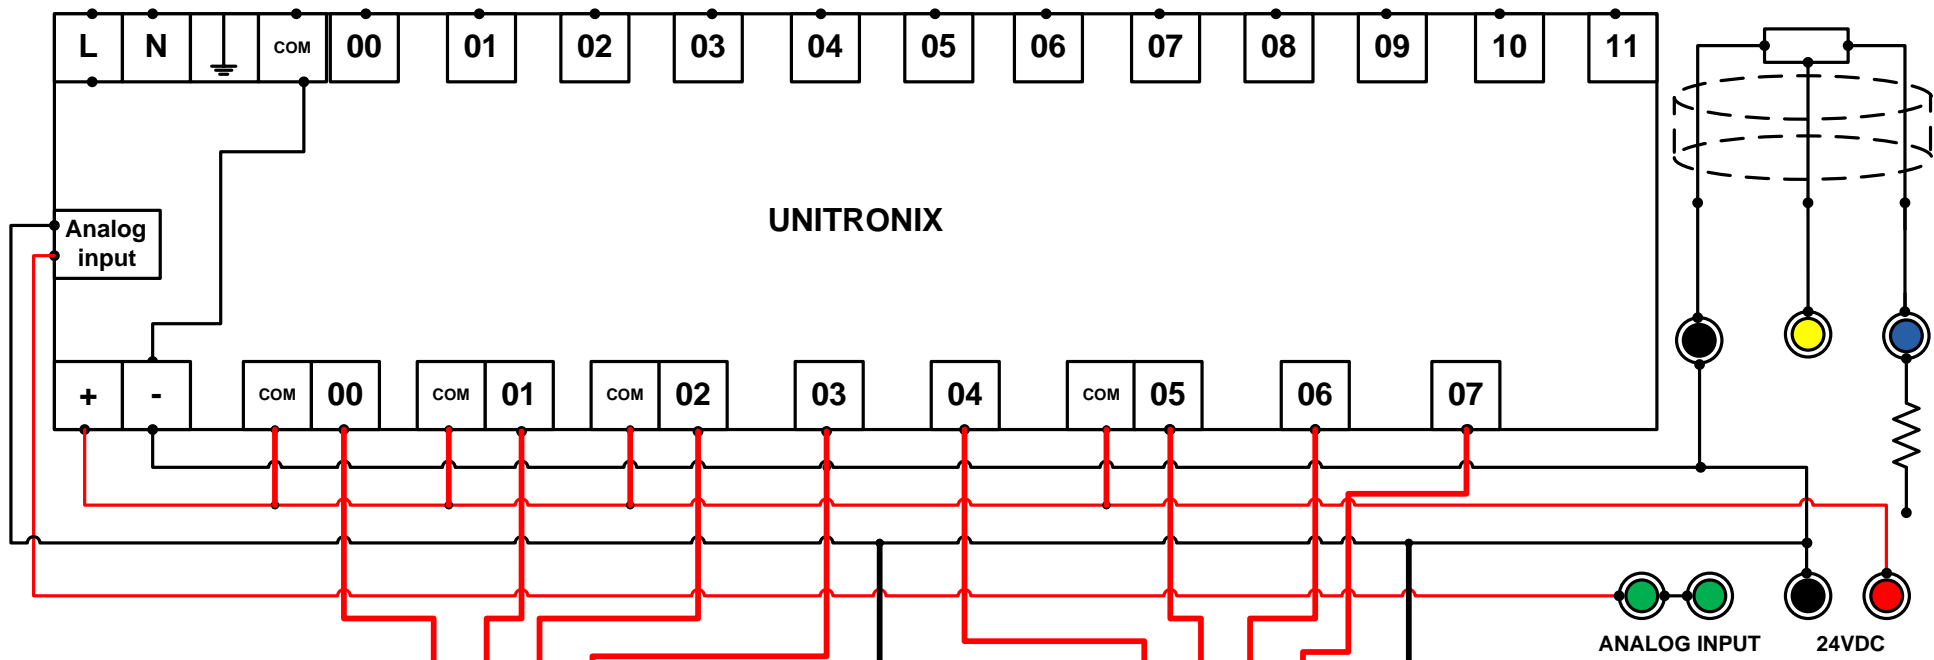 L N COM 00 01 02 03 04 05 06 07 08 09 10 11
UNITRONIX
Analog
input
+ - COM 00 COM 01 COM 02 03 04 COM 05 06 07
ANALOG INPUT 24VDC